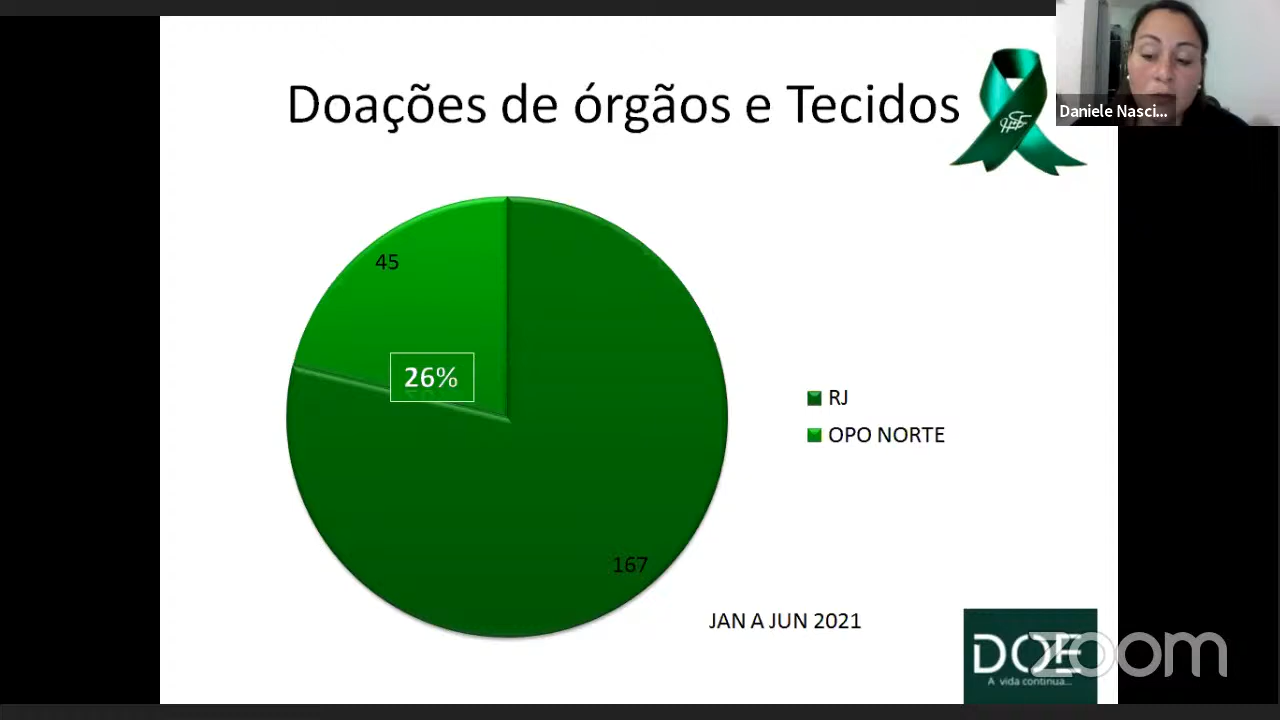 Doações de órgãos e Tecidos
Daniele Nasci...
45
26%
RJ
OPO NORTE
167
JAN A JUN 2021
DOE
A vida continua...
zoom